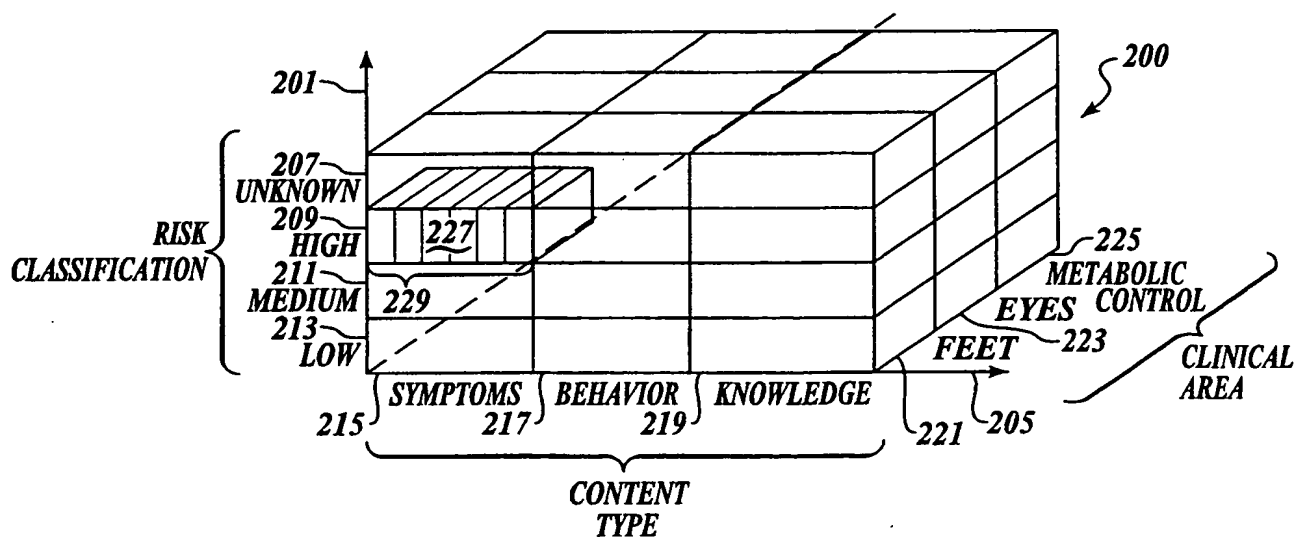 200
201
207
UNKNOWN
209
HIGH
227
RISK
CLASSIFICATION
211
MEDIUM
229
213
LOW
225
METABOLIC
CONTROL
EYES
223
FEET
CLINICAL
AREA
SYMPTOMS
BEHAVIOR
KNOWLEDGE
215
217
219
221
205
CONTENT
TYPE